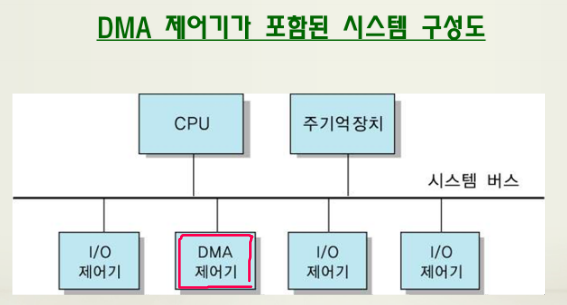 DMA 제어기가 포함된 시스템 구성도
CPU
주기억장치
시스템 버스
I/O
제어기
DMA
제어기
I/O
제어기
I/O
제어기